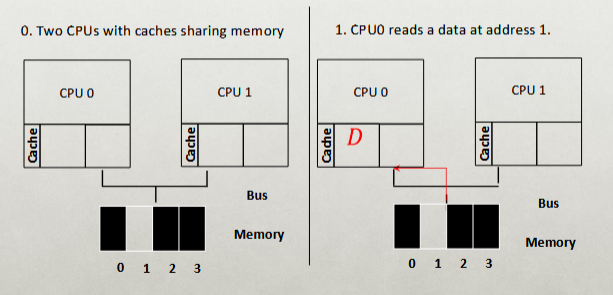 0. Two CPUs with caches sharing memory
CPU 0
CPU 1
Cache
Cache
Bus
Memory
0 1 2 3
1. CPU0 reads a data at address 1.
CPU 0
CPU 1
Cache
D
Cache
Bus
Memory
0 1 2 3